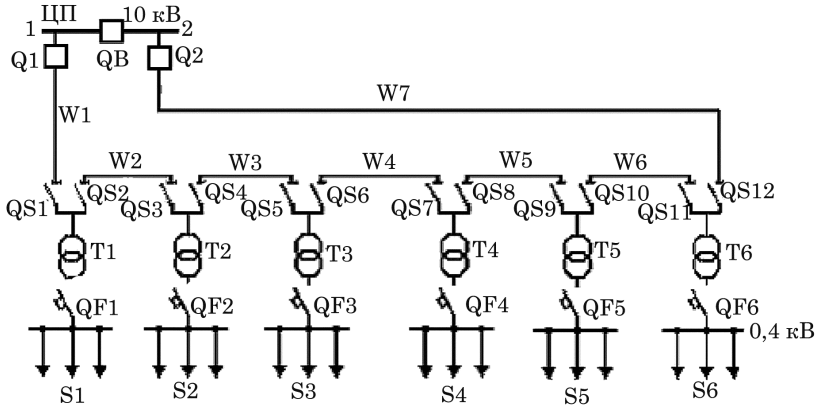 ЦП 10 кВ
1 2
Q1 QB Q2
W7
W1
W2 W3 W4 W5 W6
QS1 QS2 QS3 QS4 QS5 QS6 QS7 QS8 QS9 QS10 QS11 QS12
T1 T2 T3 T4 T5 T6
QF1 QF2 QF3 QF4 QF5 QF6
0,4 кВ
S1 S2 S3 S4 S5 S6